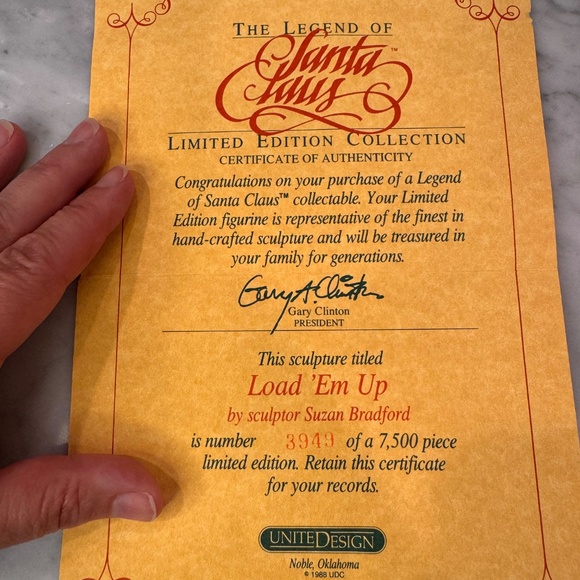 THE LEGEND OF
Santa
Claus™
LIMITED EDITION COLLECTION
CERTIFICATE OF AUTHENTICITY
Congratulations on your purchase of a Legend
of Santa Claus™ collectable. Your Limited
Edition figurine is representative of the finest in
hand-crafted sculpture and will be treasured in
your family for generations.
Gary A. Clinton
Gary Clinton
PRESIDENT
This sculpture titled
Load 'Em Up
by sculptor Suzan Bradford
is number 3949 of a 7,500 piece
limited edition. Retain this certificate
for your records.
UNITEDESIGN
Noble, Oklahoma
© 1988 UDC